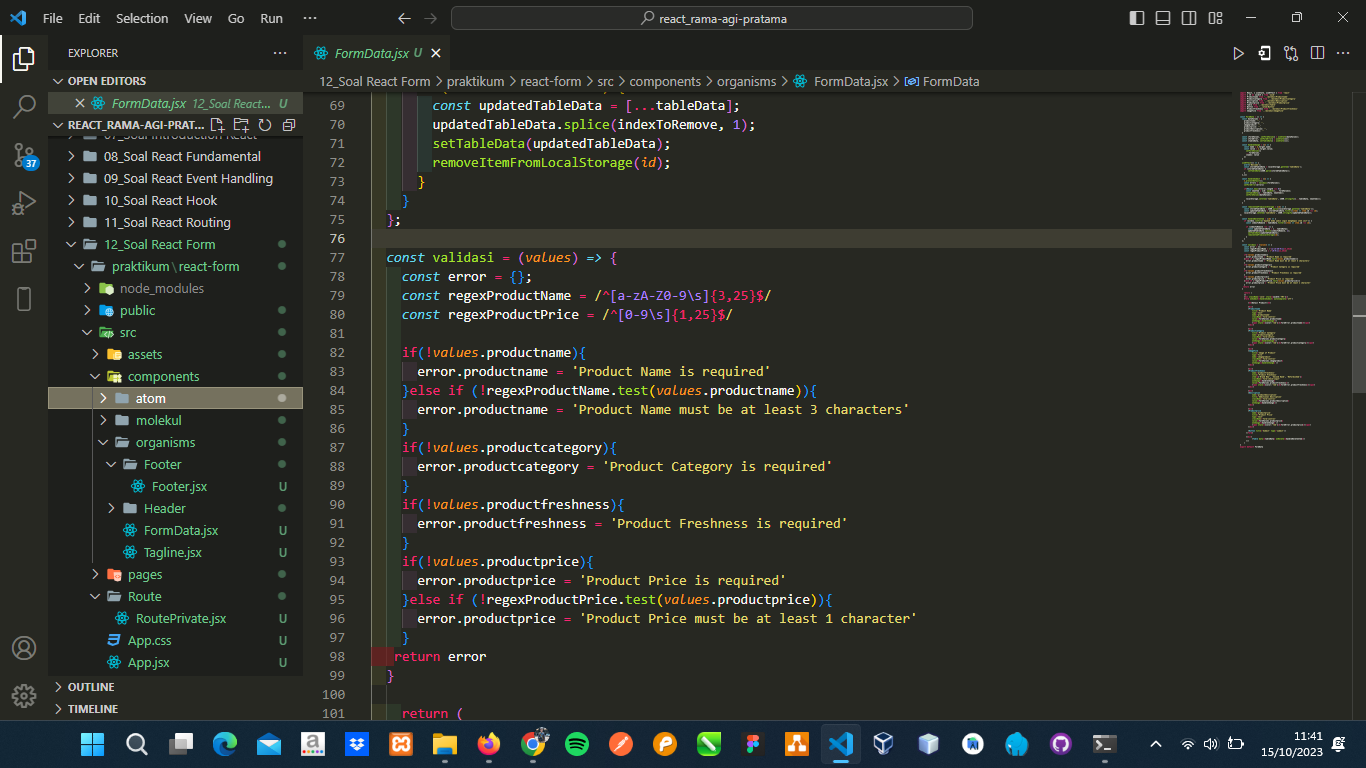 File Edit Selection View Go Run ··· react_rama-agi-pratama
EXPLORER ···
OPEN EDITORS
FormData.jsx 12_Soal React... U
REACT_RAMA-AGI-PRAT...
08_Soal React Fundamental
09_Soal React Event Handling
10_Soal React Hook
11_Soal React Routing
12_Soal React Form
praktikum\react-form
node_modules
public
src
assets
components
atom
molekul
organisms
Footer
Footer.jsx U
Header
FormData.jsx U
Tagline.jsx U
pages
Route
RoutePrivate.jsx U
App.css U
App.jsx U
OUTLINE
TIMELINE
37
FormData.jsx U
12_Soal React Form > praktikum > react-form > src > components > organisms > FormData.jsx > FormData
69 const updatedTableData = [...tableData];
70 updatedTableData.splice(indexToRemove, 1);
71 setTableData(updatedTableData);
72 removeItemFromLocalStorage(id);
73 }
74 }
75 };
76
77 const validasi = (values) => {
78 const error = {};
79 const regexProductName = /^[a-zA-Z0-9\s]{3,25}$/
80 const regexProductPrice = /^[0-9\s]{1,25}$/
81
82 if(!values.productname){
83 error.productname = 'Product Name is required'
84 }else if (!regexProductName.test(values.productname)){
85 error.productname = 'Product Name must be at least 3 characters'
86 }
87 if(!values.productcategory){
88 error.productcategory = 'Product Category is required'
89 }
90 if(!values.productfreshness){
91 error.productfreshness = 'Product Freshness is required'
92 }
93 if(!values.productprice){
94 error.productprice = 'Product Price is required'
95 }else if (!regexProductPrice.test(values.productprice)){
96 error.productprice = 'Product Price must be at least 1 character'
97 }
98 return error
99 }
100
101 return (
11:41
15/10/2023